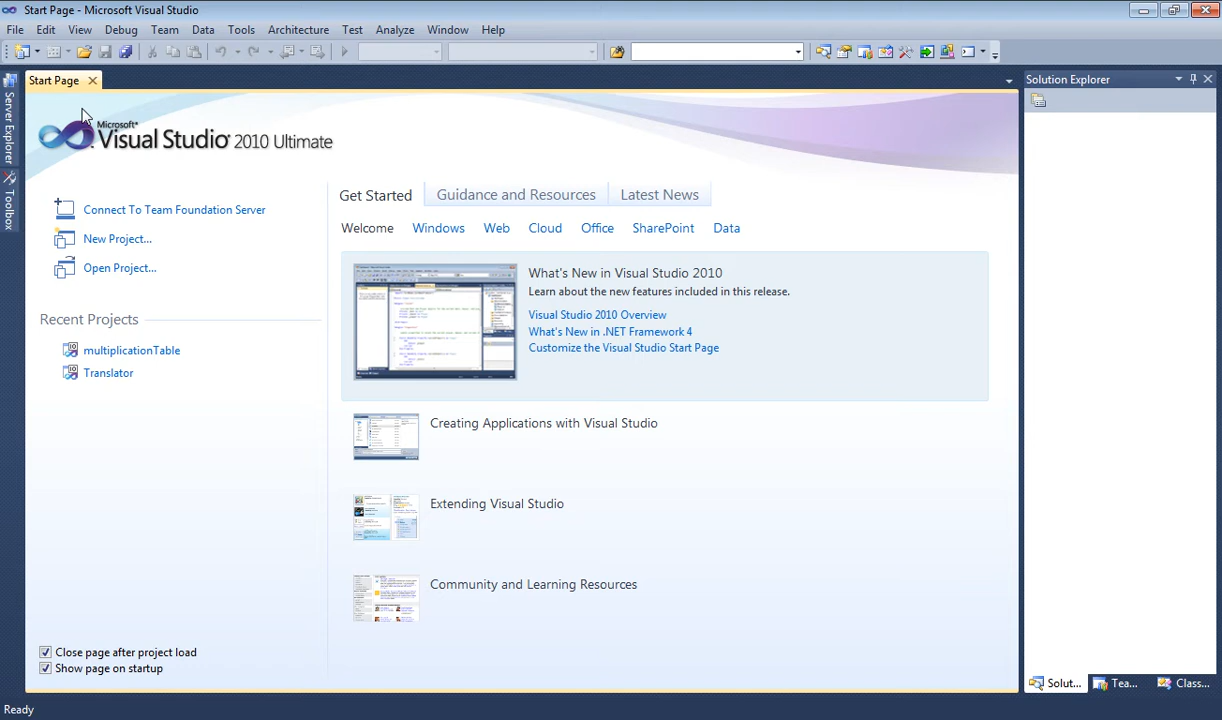 Start Page - Microsoft Visual Studio
File Edit View Debug Team Data Tools Architecture Test Analyze Window Help
Start Page
Solution Explorer
Server Explorer
Toolbox
Microsoft
Visual Studio 2010 Ultimate
Connect To Team Foundation Server
New Project...
Open Project...
Recent Projects
multiplicationTable
Translator
Close page after project load
Show page on startup
Get Started Guidance and Resources Latest News
Welcome Windows Web Cloud Office SharePoint Data
What's New in Visual Studio 2010
Learn about the new features included in this release.
Visual Studio 2010 Overview
What's New in .NET Framework 4
Customize the Visual Studio Start Page
Creating Applications with Visual Studio
Extending Visual Studio
Community and Learning Resources
Solut... Tea... Class...
Ready